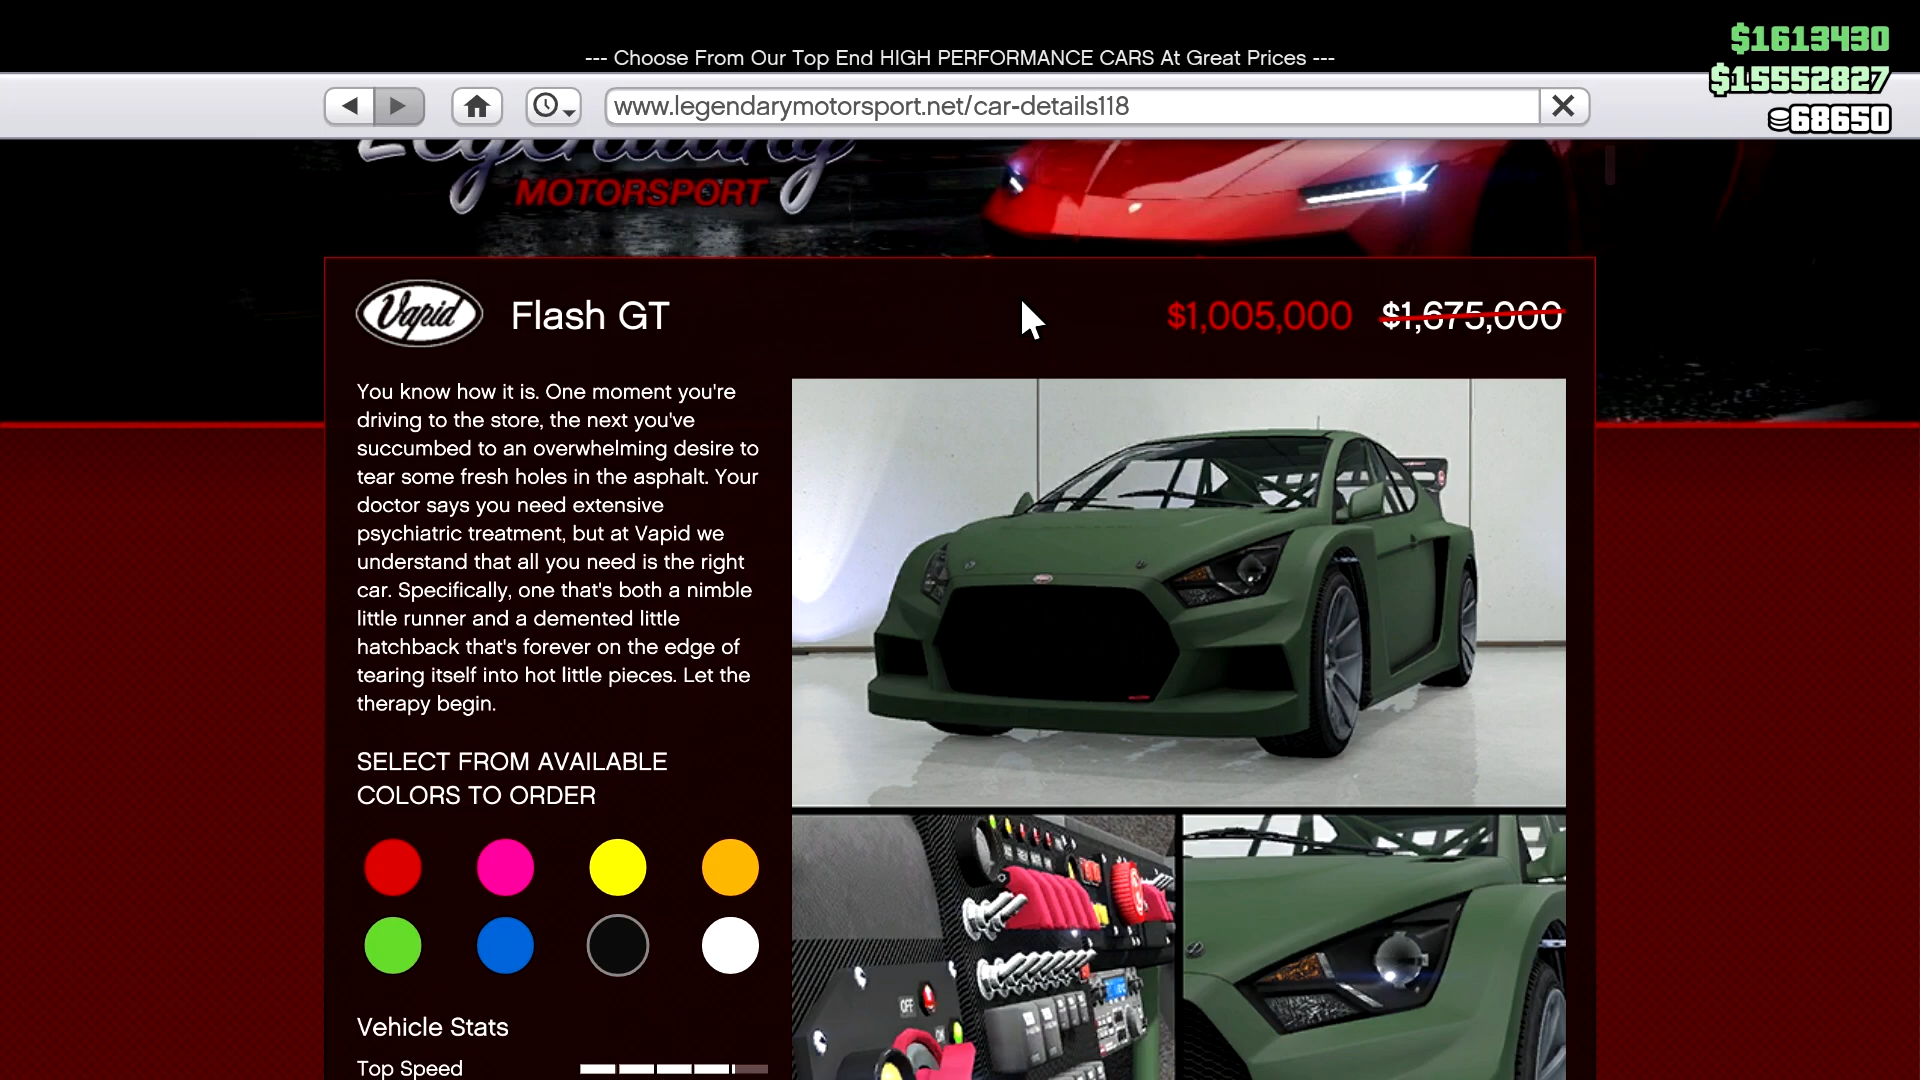 --- Choose From Our Top End HIGH PERFORMANCE CARS At Great Prices ---
$1613430
$15552827
68650
www.legendarymotorsport.net/car-details118
Legendary
MOTORSPORT
Vapid
Flash GT
$1,005,000
$1,675,000
You know how it is. One moment you're
driving to the store, the next you've
succumbed to an overwhelming desire to
tear some fresh holes in the asphalt. Your
doctor says you need extensive
psychiatric treatment, but at Vapid we
understand that all you need is the right
car. Specifically, one that's both a nimble
little runner and a demented little
hatchback that's forever on the edge of
tearing itself into hot little pieces. Let the
therapy begin.
SELECT FROM AVAILABLE
COLORS TO ORDER
OFF
ON
Vehicle Stats
Top Speed